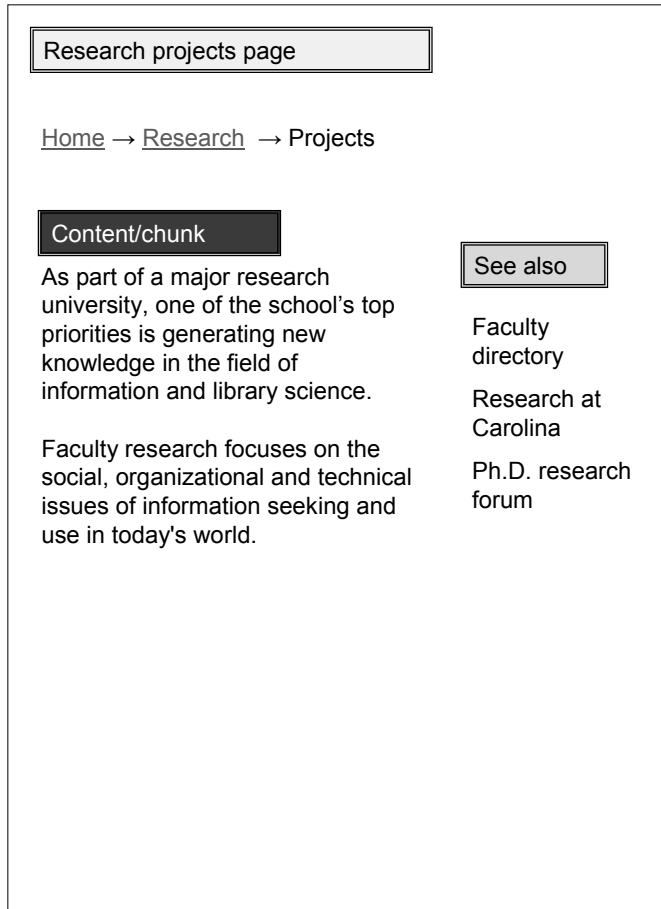 Research projects page
Home → Research → Projects
Content/chunk
As part of a major research
university, one of the school’s top
priorities is generating new
knowledge in the field of
information and library science.
Faculty research focuses on the
social, organizational and technical
issues of information seeking and
use in today's world.
See also
Faculty
directory
Research at
Carolina
Ph.D. research
forum